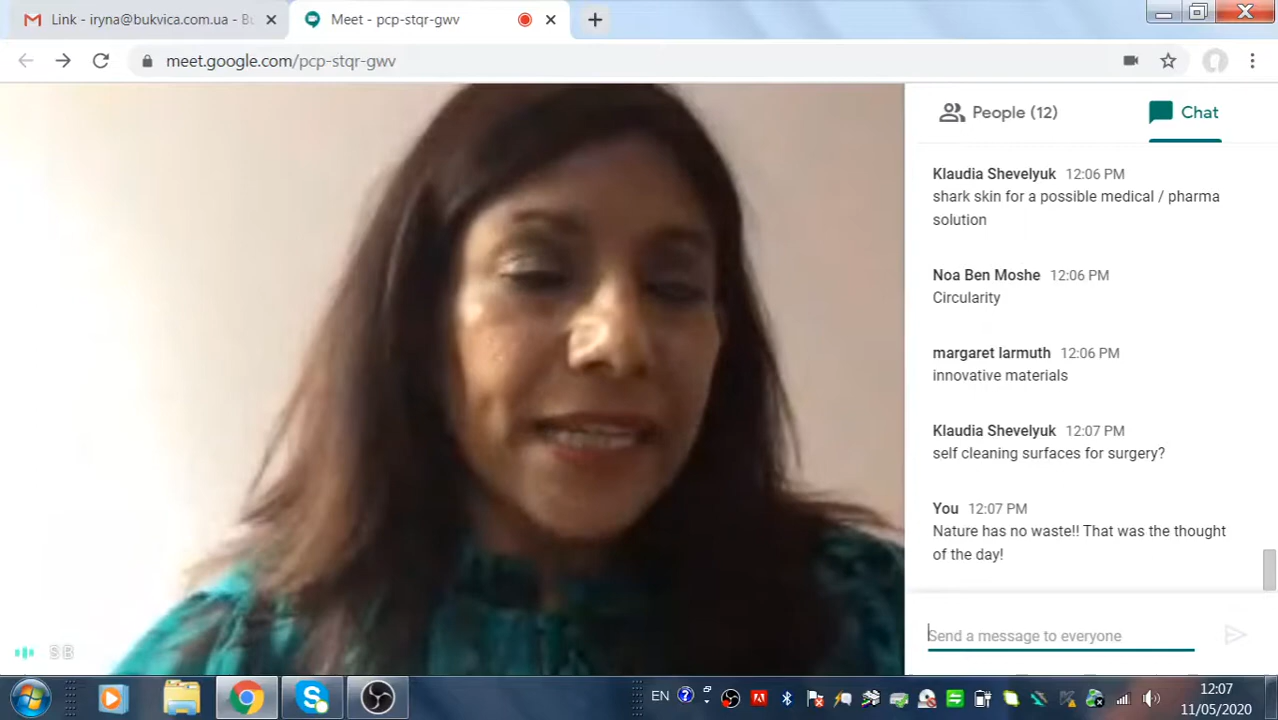 Link - iryna@bukvica.com.ua - Bu
Meet - pcp-stqr-gwv
meet.google.com/pcp-stqr-gwv
People (12)
Chat
Klaudia Shevelyuk 12:06 PM
shark skin for a possible medical / pharma
solution
Noa Ben Moshe 12:06 PM
Circularity
margaret larmuth 12:06 PM
innovative materials
Klaudia Shevelyuk 12:07 PM
self cleaning surfaces for surgery?
You 12:07 PM
Nature has no waste!! That was the thought
of the day!
Send a message to everyone
S B
EN
12:07
11/05/2020